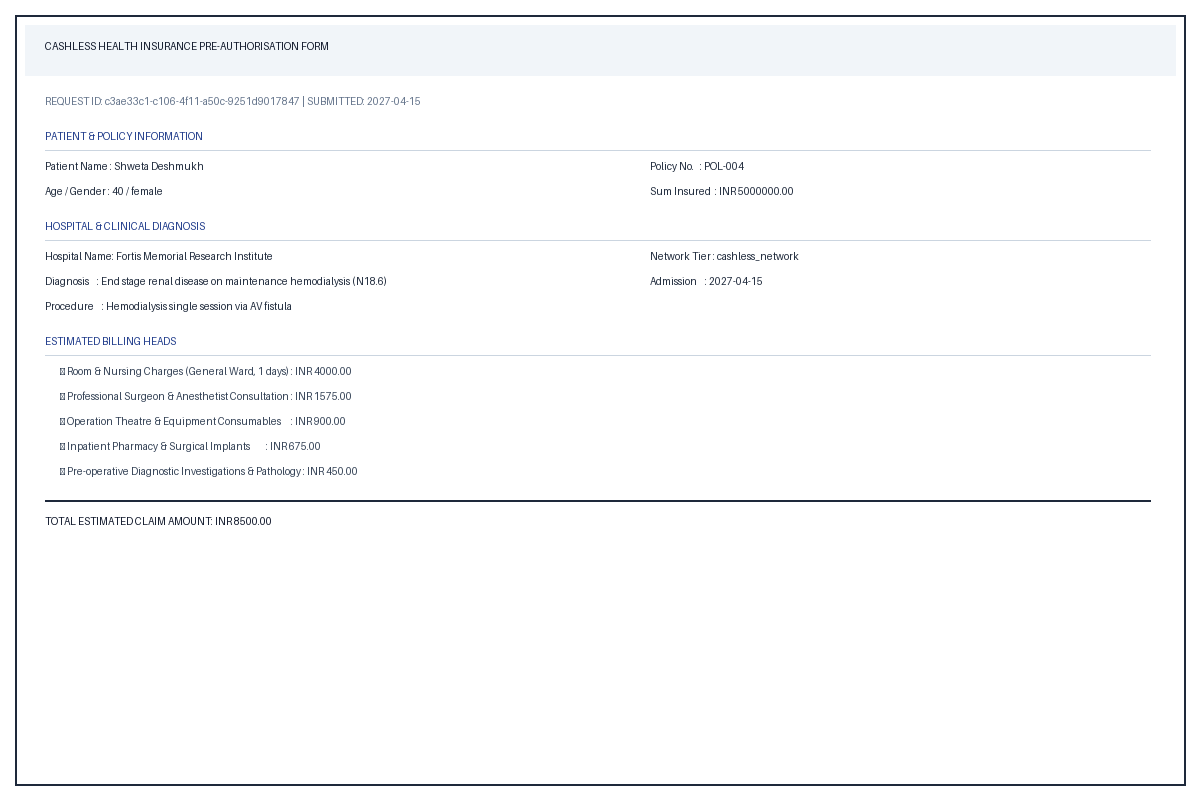 CASHLESS HEALTH INSURANCE PRE-AUTHORISATION FORM
REQUEST ID: c3ae33c1-c106-4f11-a50c-9251d9017847 | SUBMITTED: 2027-04-15
PATIENT & POLICY INFORMATION
Patient Name : Shweta Deshmukh
Policy No. : POL-004
Age / Gender : 40 / female
Sum Insured : INR 5000000.00
HOSPITAL & CLINICAL DIAGNOSIS
Hospital Name: Fortis Memorial Research Institute
Network Tier : cashless_network
Diagnosis : End stage renal disease on maintenance hemodialysis (N18.6)
Admission : 2027-04-15
Procedure : Hemodialysis single session via AV fistula
ESTIMATED BILLING HEADS
Room & Nursing Charges (General Ward, 1 days) : INR 4000.00
Professional Surgeon & Anesthetist Consultation : INR 1575.00
Operation Theatre & Equipment Consumables : INR 900.00
Inpatient Pharmacy & Surgical Implants : INR 675.00
Pre-operative Diagnostic Investigations & Pathology : INR 450.00
TOTAL ESTIMATED CLAIM AMOUNT: INR 8500.00